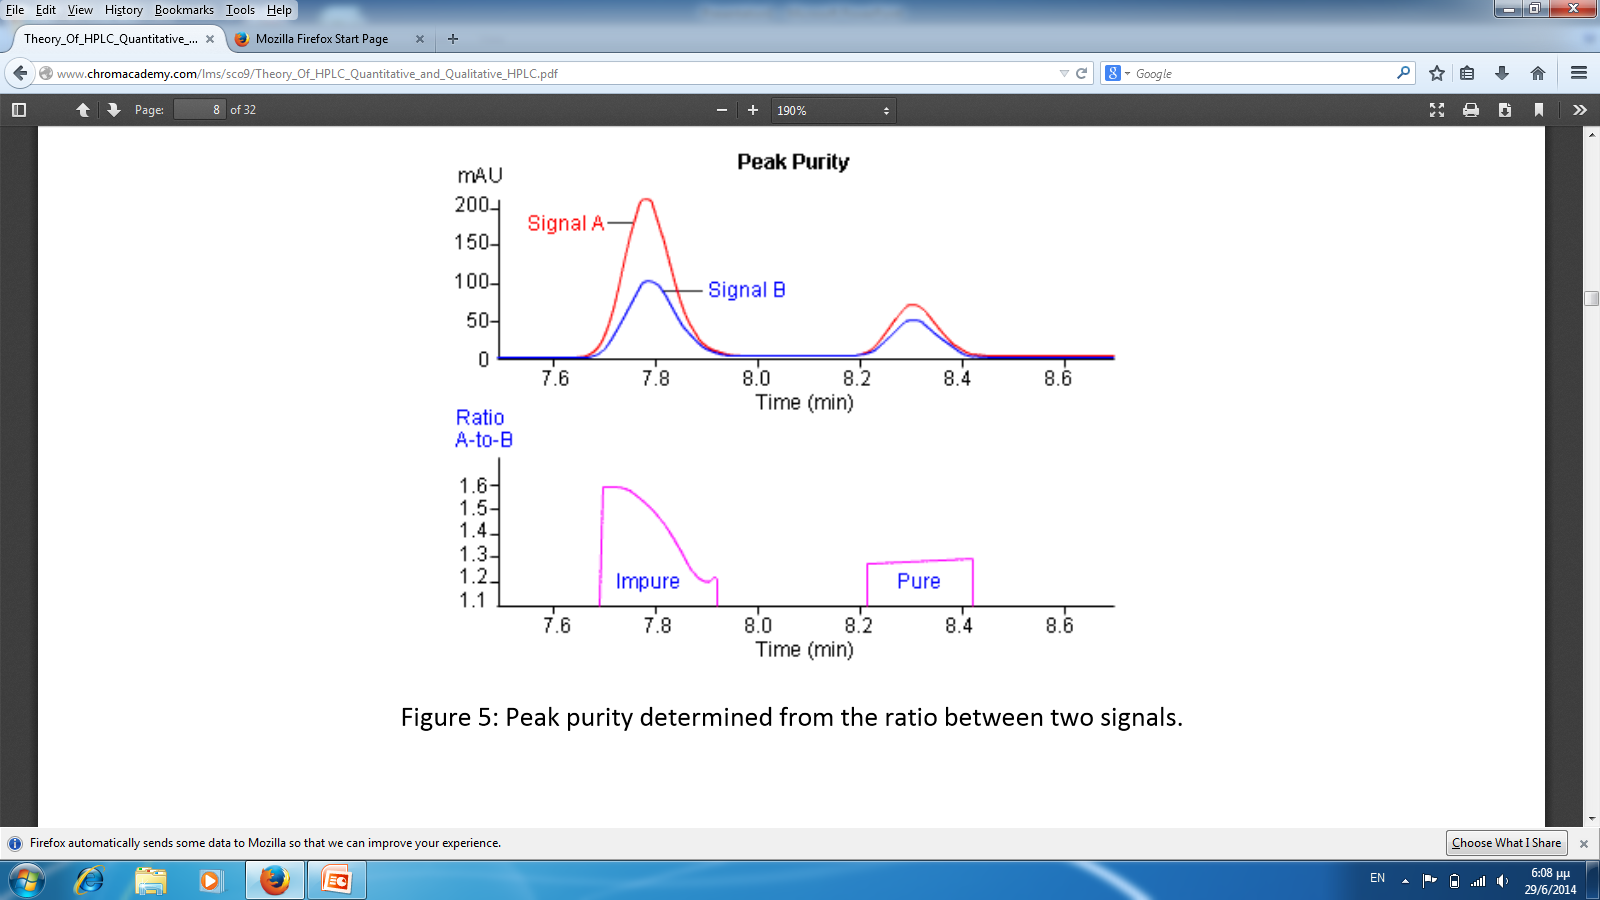 File Edit View History Bookmarks Tools Help
Theory_Of_HPLC_Quantitative_... Mozilla Firefox Start Page
www.chromacademy.com/lms/sco9/Theory_Of_HPLC_Quantitative_and_Qualitative_HPLC.pdf
Google
Page: 8 of 32
190%
Peak Purity
mAU
200
Signal A
150
100
Signal B
50
0
7.6 7.8 8.0 8.2 8.4 8.6
Time (min)
Ratio
A-to-B
1.6
1.5
1.4
1.3
1.2
1.1
Impure
Pure
7.6 7.8 8.0 8.2 8.4 8.6
Time (min)
Figure 5: Peak purity determined from the ratio between two signals.
Firefox automatically sends some data to Mozilla so that we can improve your experience.
Choose What I Share
EN
6:08 μμ
29/6/2014